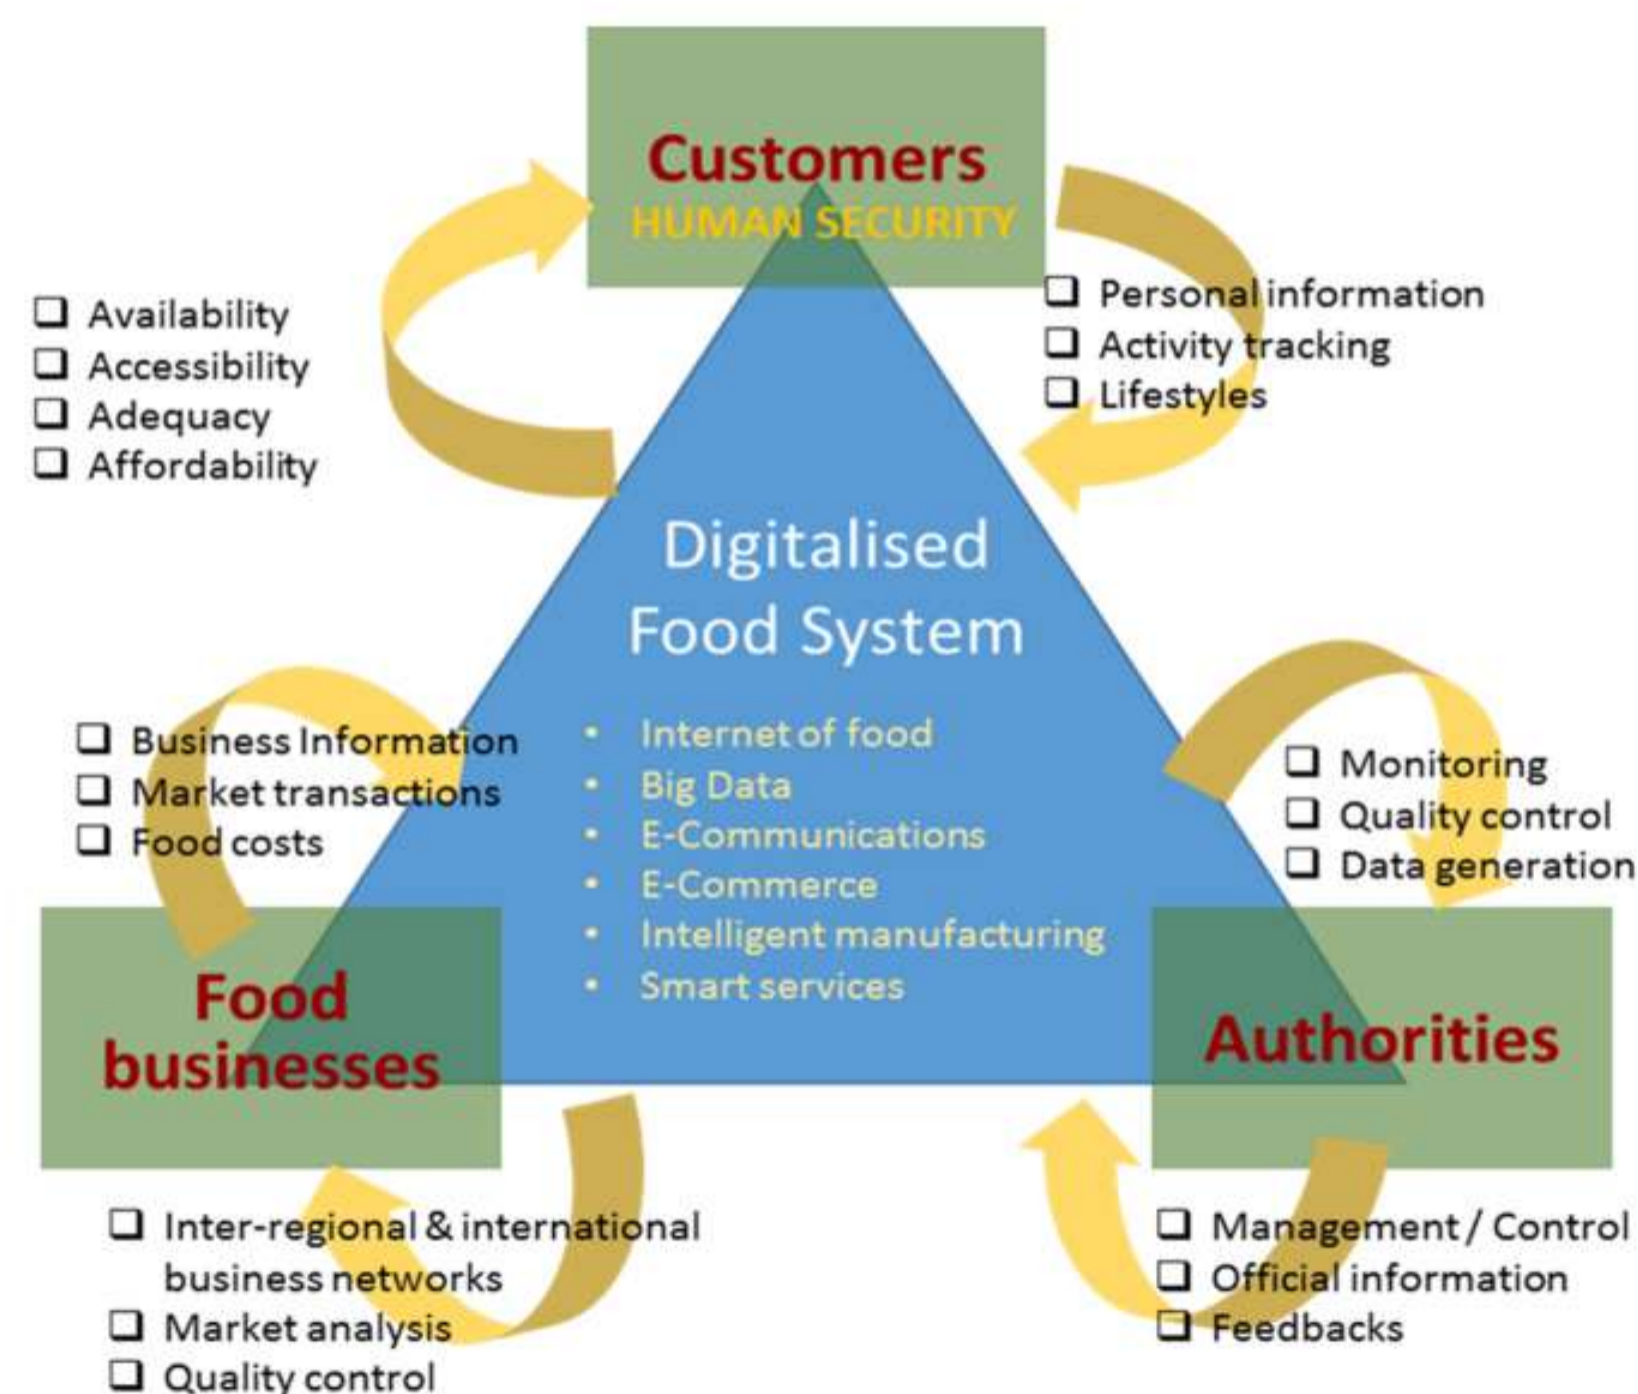 Customers
HUMAN SECURITY
❑ Availability
❑ Accessibility
❑ Adequacy
❑ Affordability
❑ Personal information
❑ Activity tracking
❑ Lifestyles
Digitalised
Food System
• Internet of food
• Big Data
• E-Communications
• E-Commerce
• Intelligent manufacturing
• Smart services
❑ Business Information
❑ Market transactions
❑ Food costs
❑ Monitoring
❑ Quality control
❑ Data generation
Food
businesses
Authorities
❑ Inter-regional & international
business networks
❑ Market analysis
❑ Quality control
❑ Management / Control
❑ Official information
❑ Feedbacks